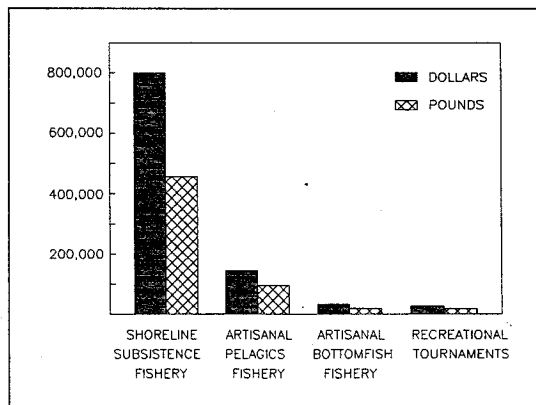 800,000
600,000
400,000
200,000
DOLLARS
POUNDS
SHORELINE
SUBSISTENCE
FISHERY
ARTISANAL
PELAGICS
FISHERY
ARTISANAL
BOTTOMFISH
FISHERY
RECREATIONAL
TOURNAMENTS